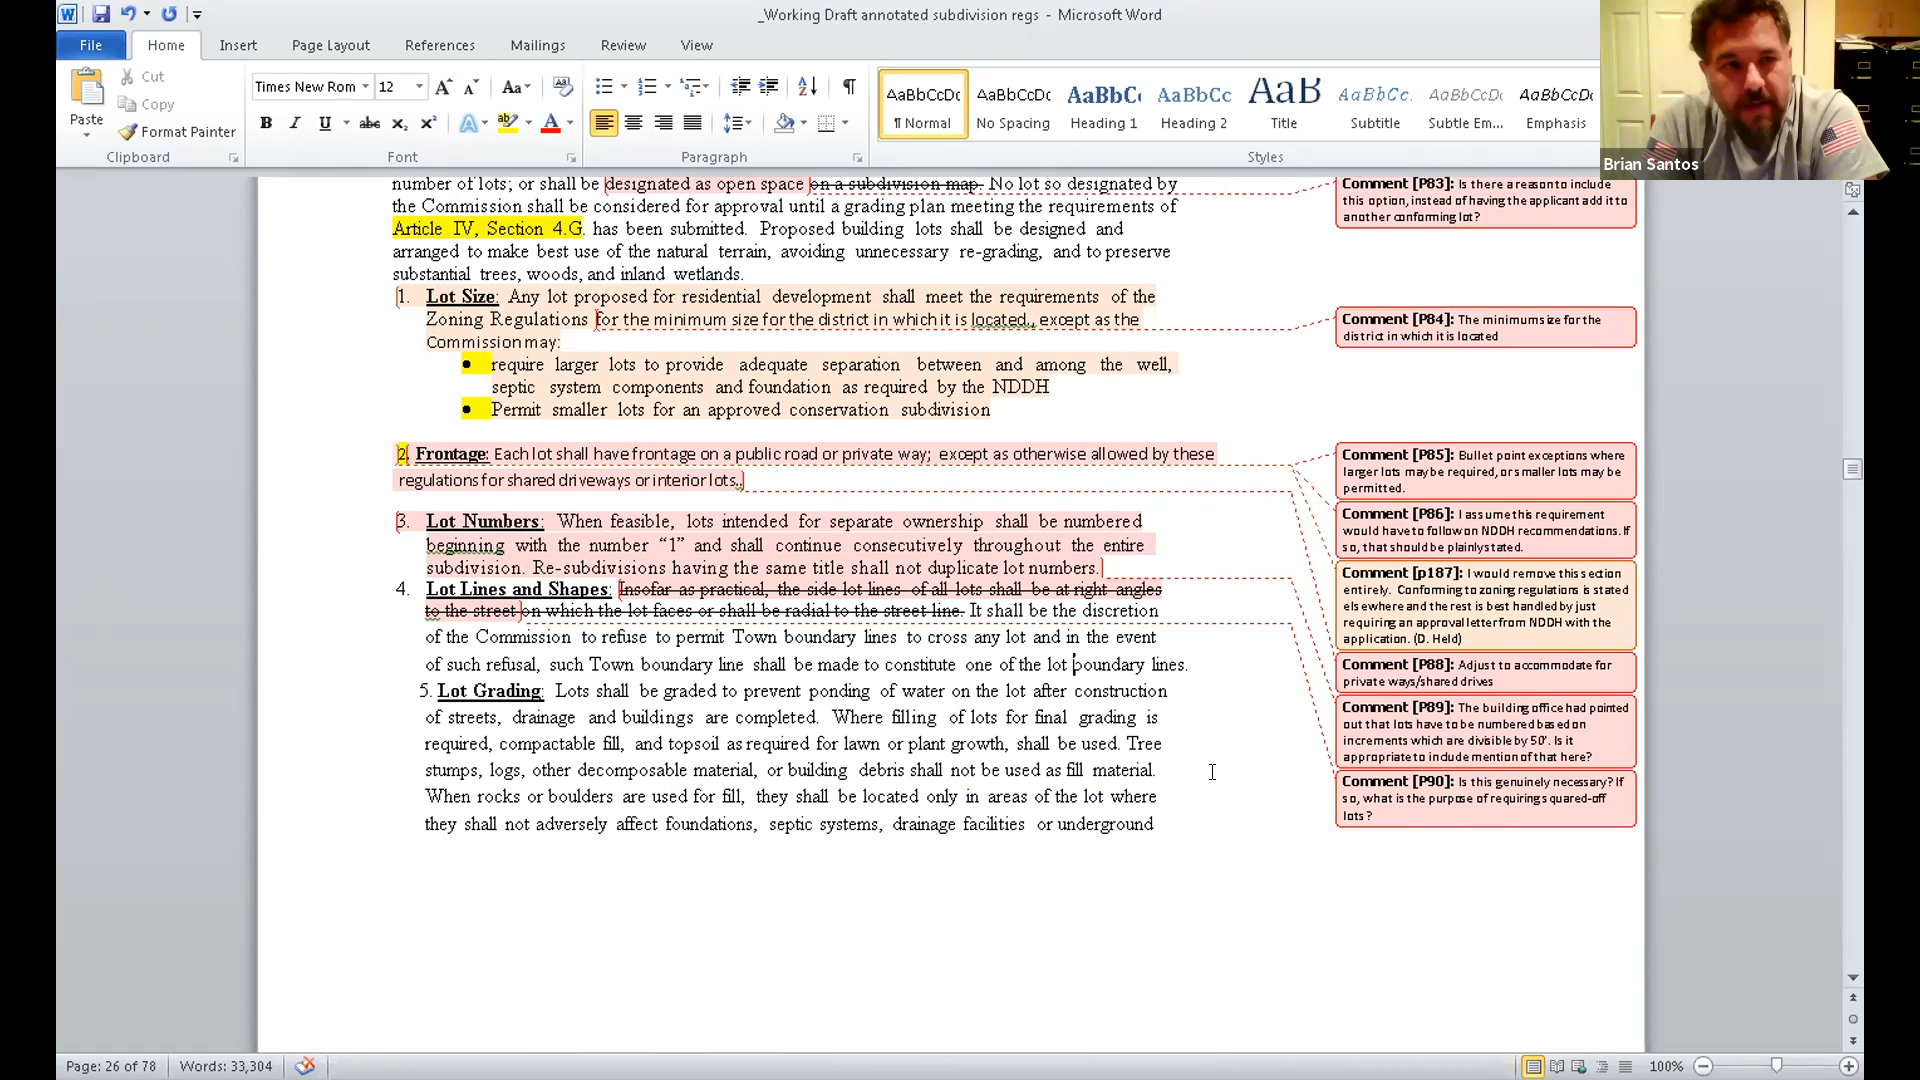 _Working Draft annotated subdivision regs - Microsoft Word
File Home Insert Page Layout References Mailings Review View
Paste
Cut
Copy
Format Painter
Clipboard
Times New Rom 12
Font
Paragraph
AaBbCcDc AaBbCcDc AaBbC AaBbCc AaB AaBbCc. AaBbCcDc AaBbCcDc
¶ Normal No Spacing Heading 1 Heading 2 Title Subtitle Subtle Em... Emphasis
Styles
Brian Santos
number of lots; or shall be designated as open space on a subdivision map. No lot so designated by
the Commission shall be considered for approval until a grading plan meeting the requirements of
Article IV, Section 4.G. has been submitted. Proposed building lots shall be designed and
arranged to make best use of the natural terrain, avoiding unnecessary re-grading, and to preserve
substantial trees, woods, and inland wetlands.
1. Lot Size: Any lot proposed for residential development shall meet the requirements of the
Zoning Regulations for the minimum size for the district in which it is located., except as the
Commission may:
● require larger lots to provide adequate separation between and among the well,
septic system components and foundation as required by the NDDH
● Permit smaller lots for an approved conservation subdivision
2. Frontage: Each lot shall have frontage on a public road or private way; except as otherwise allowed by these
regulations for shared driveways or interior lots..
3. Lot Numbers: When feasible, lots intended for separate ownership shall be numbered
beginning with the number “1” and shall continue consecutively throughout the entire
subdivision. Re-subdivisions having the same title shall not duplicate lot numbers.
4. Lot Lines and Shapes: Insofar as practical, the side lot lines of all lots shall be at right angles
to the street on which the lot faces or shall be radial to the street line. It shall be the discretion
of the Commission to refuse to permit Town boundary lines to cross any lot and in the event
of such refusal, such Town boundary line shall be made to constitute one of the lot boundary lines.
5. Lot Grading: Lots shall be graded to prevent ponding of water on the lot after construction
of streets, drainage and buildings are completed. Where filling of lots for final grading is
required, compactable fill, and topsoil as required for lawn or plant growth, shall be used. Tree
stumps, logs, other decomposable material, or building debris shall not be used as fill material.
When rocks or boulders are used for fill, they shall be located only in areas of the lot where
they shall not adversely affect foundations, septic systems, drainage facilities or underground
Comment [P83]: Is there a reason to include
this option, instead of having the applicant add it to
another conforming lot?
Comment [P84]: The minimum size for the
district in which it is located
Comment [P85]: Bullet point exceptions where
larger lots may be required, or smaller lots may be
permitted.
Comment [P86]: I assume this requirement
would have to follow on NDDH recommendations. If
so, that should be plainly stated.
Comment [p187]: I would remove this section
entirely. Conforming to zoning regulations is stated
elsewhere and the rest is best handled by just
requiring an approval letter from NDDH with the
application. (D. Held)
Comment [P88]: Adjust to accommodate for
private ways/shared drives
Comment [P89]: The building office had pointed
out that lots have to be numbered based on
increments which are divisible by 50'. Is it
appropriate to include mention of that here?
Comment [P90]: Is this genuinely necessary? If
so, what is the purpose of requiring squared-off
lots?
Page: 26 of 78 Words: 33,304 100%